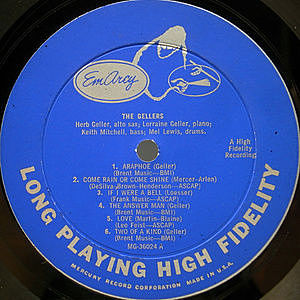 EmArcy
THE GELLERS
Herb Geller, alto sax; Lorraine Geller, piano;
Keith Mitchell, bass; Mel Lewis, drums.
A High
Fidelity
Recording
1. ARAPHOE (Geller)
(Brent Music—BMI)
2. COME RAIN OR COME SHINE (Mercer-Arlen)
(DeSilva-Brown-Henderson—ASCAP)
3. IF I WERE A BELL (Loesser)
(Frank Music—ASCAP)
4. THE ANSWER MAN (Geller)
(Brent Music—BMI)
5. LOVE (Martin-Blaine)
(Leo Feist—ASCAP)
6. TWO OF A KIND (Geller)
(Brent Music—BMI)
MG-36024 A
LONG PLAYING HIGH FIDELITY
MERCURY RECORD CORPORATION MADE IN U.S.A.